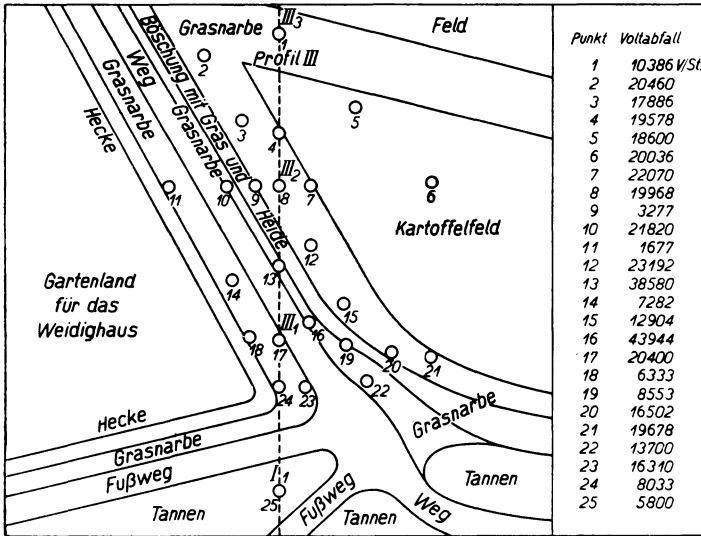 Grasnarbe
III3
1
Feld
2
Profil III
Böschung mit Gras und Heide
Weg
Grasnarbe
Grasnarbe
Hecke
3
4
5
11
10
9
III2
8
7
6
Kartoffelfeld
12
13
Gartenland
für das
Weidighaus
14
15
III1
16
18
17
19
20
21
24
23
22
Grasnarbe
Hecke
Grasnarbe
Fußweg
I1
25
Tannen
Fußweg
Tannen
Weg
Tannen
Punkt Voltabfall
1 10386 V/St.
2 20460
3 17886
4 19578
5 18600
6 20036
7 22070
8 19968
9 3277
10 21820
11 1677
12 23192
13 38580
14 7282
15 12904
16 43944
17 20400
18 6333
19 8553
20 16502
21 19678
22 13700
23 16310
24 8033
25 5800